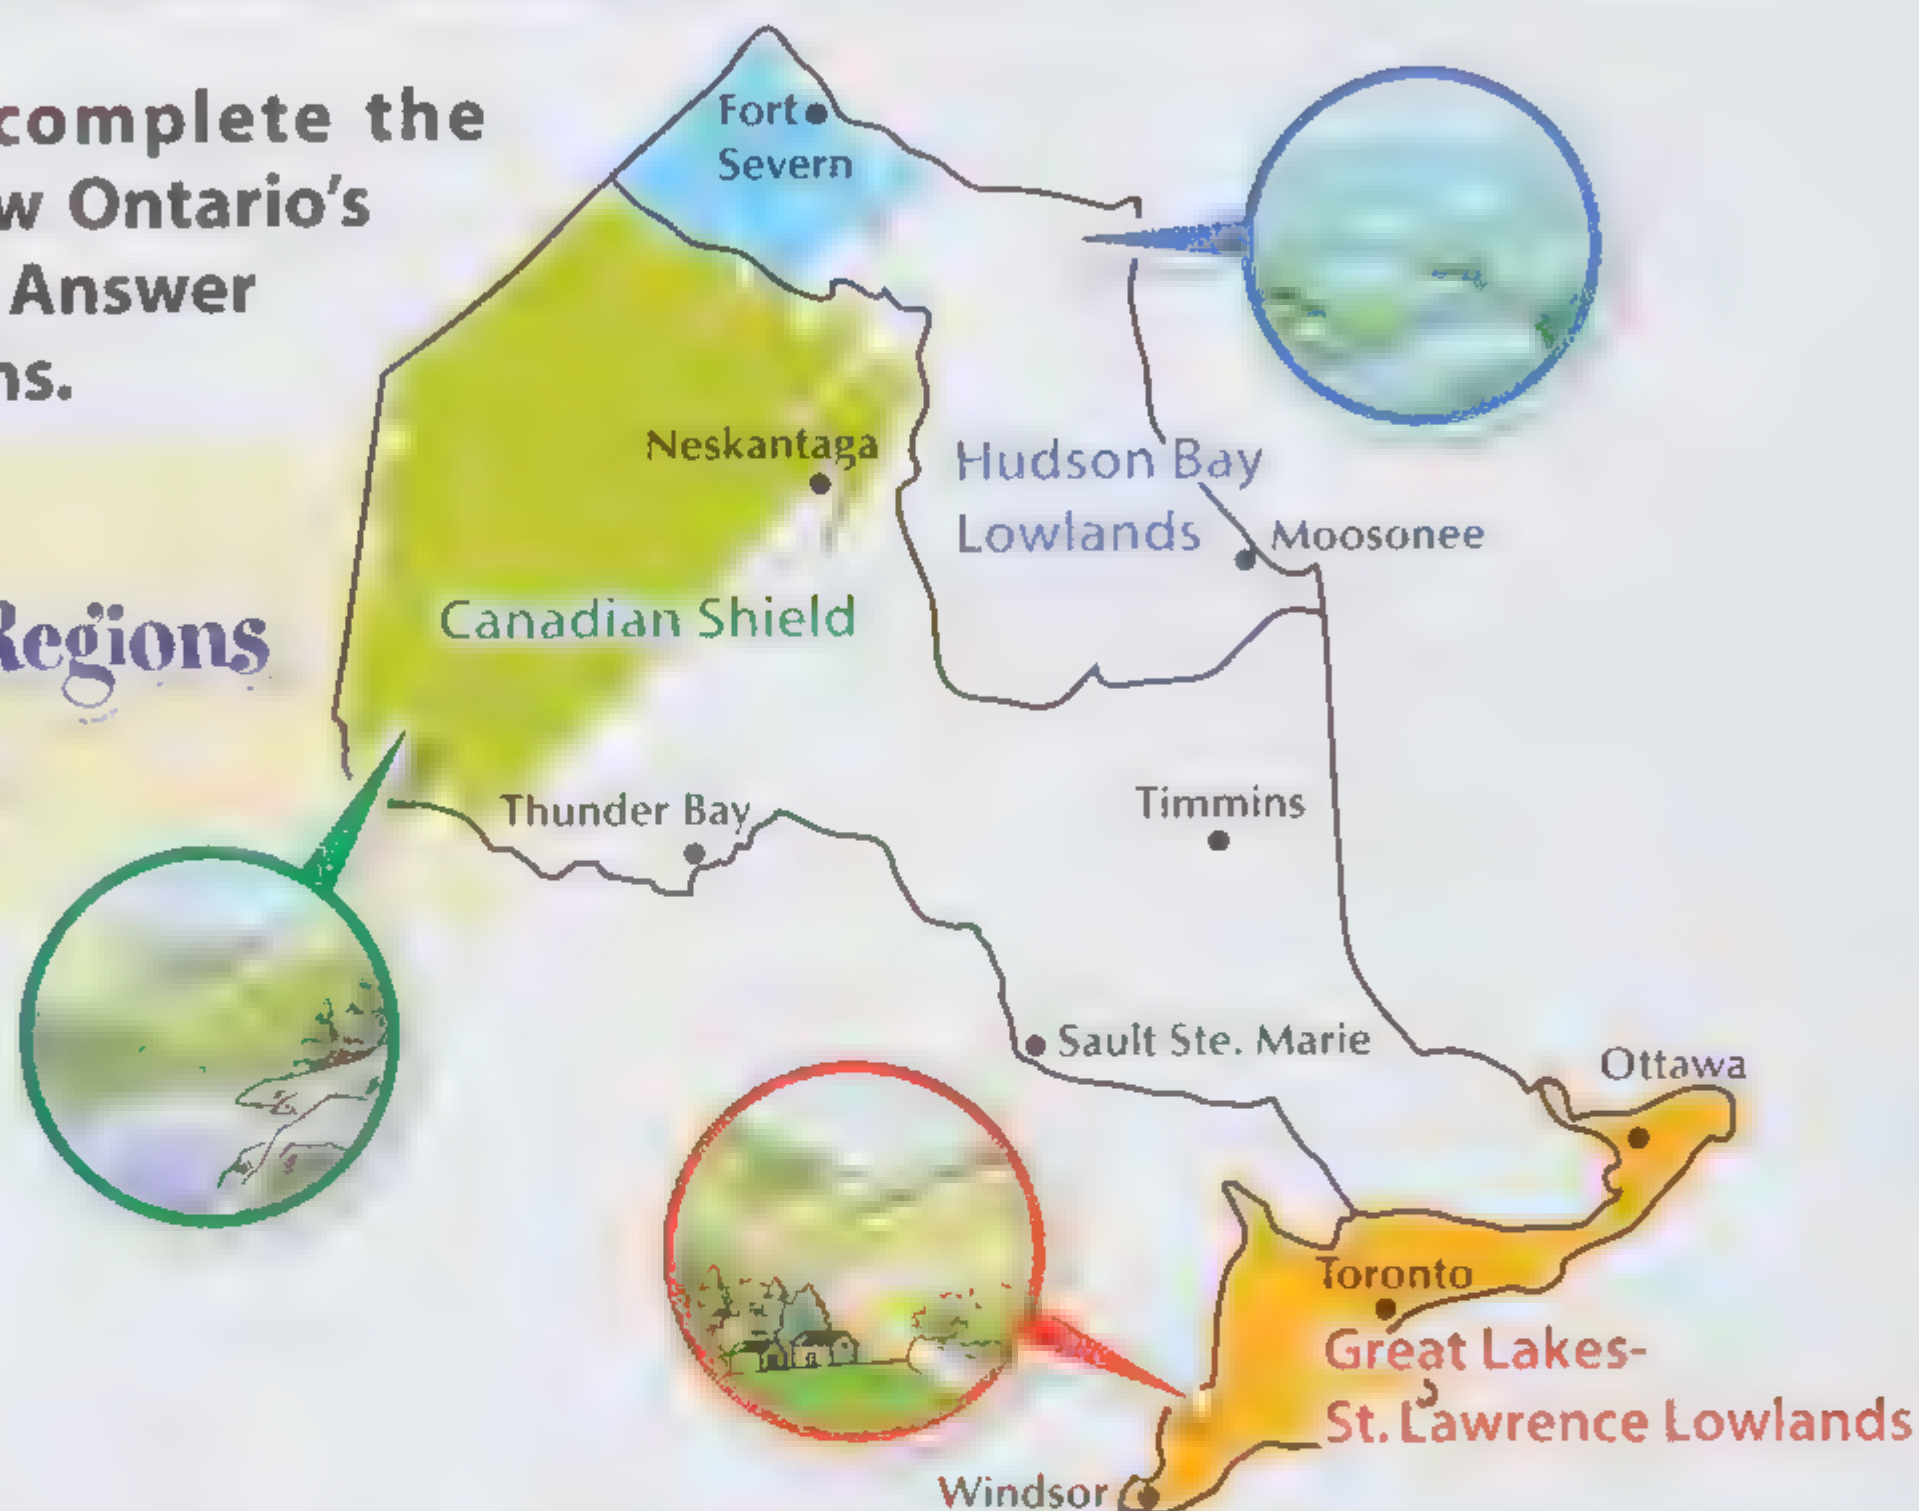 complete the
w Ontario's
Answer
ns.
Regions
Fort
Severn
Neskantaga
Hudson Bay
Lowlands
Moosonee
Canadian Shield
Thunder Bay
Timmins
Sault Ste. Marie
Ottawa
Toronto
Great Lakes-
St. Lawrence Lowlands
Windsor